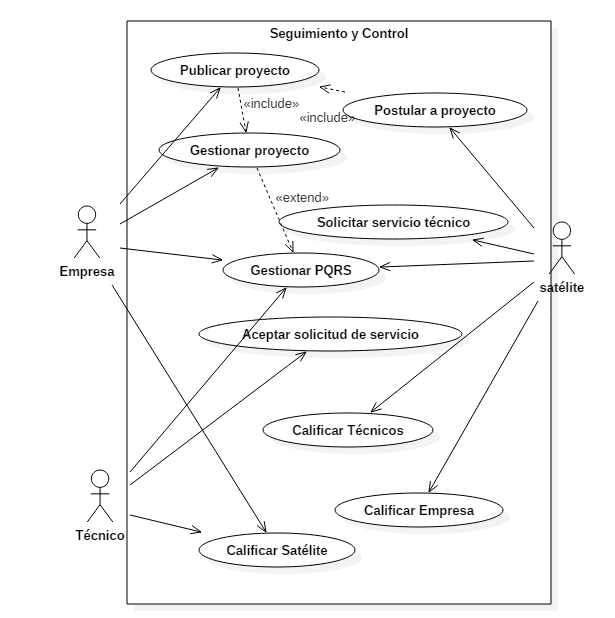 Seguimiento y Control
Publicar proyecto
«include»
Postular a proyecto
«include»
Gestionar proyecto
«extend»
Solicitar servicio técnico
Empresa
Gestionar PQRS
satélite
Aceptar solicitud de servicio
Calificar Técnicos
Calificar Empresa
Técnico
Calificar Satélite